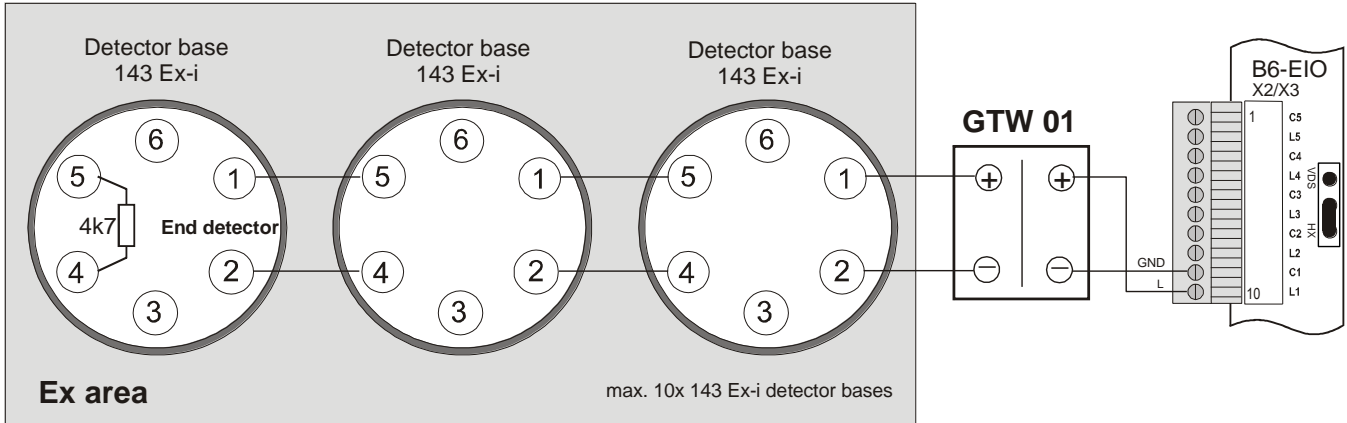 Detector base
143 Ex-i
Detector base
143 Ex-i
Detector base
143 Ex-i
6
5
1
4k7
End detector
4
2
3
6
5
1
4
2
3
6
5
1
4
2
3
Ex area
max. 10x 143 Ex-i detector bases
GTW 01
+ +
− −
GND
L
B6-EIO
X2/X3
1
10
C5
L5
C4
L4
C3
L3
C2
L2
C1
L1
VDS
HX